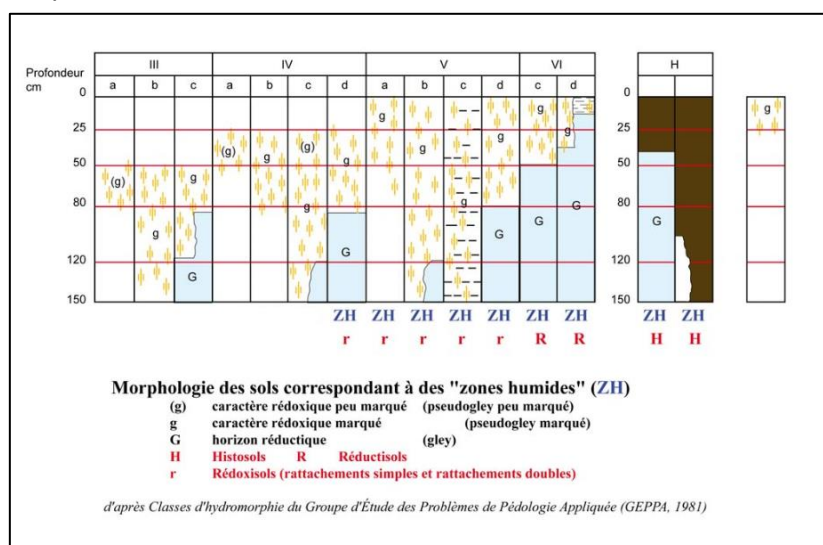 III IV V VI H
Profondeur
cm
a b c a b c d a b c d c d
0 0
g g g g
25 25
(g) g (g) g g g g
50 50
(g) g g g
80 80
g G G G G G
120 120
G
150 150
ZH ZH ZH ZH ZH ZH ZH ZH ZH
r r r r r R R H H
Morphologie des sols correspondant à des "zones humides" (ZH)
(g) caractère rédoxique peu marqué (pseudogley peu marqué)
g caractère rédoxique marqué (pseudogley marqué)
G horizon réductique (gley)
H Histosols R Réductisols
r Rédoxisols (rattachements simples et rattachements doubles)
d'après Classes d'hydromorphie du Groupe d'Étude des Problèmes de Pédologie Appliquée (GEPPA, 1981)